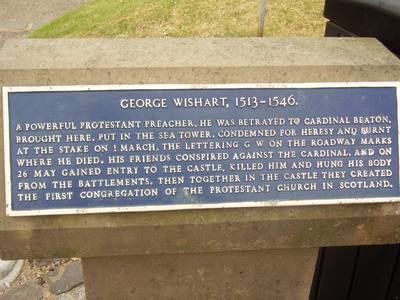 GEORGE WISHART, 1513-1546.
A POWERFUL PROTESTANT PREACHER, HE WAS BETRAYED TO CARDINAL BEATON,
BROUGHT HERE, PUT IN THE SEA TOWER, CONDEMNED FOR HERESY AND BURNT
AT THE STAKE ON 1 MARCH. THE LETTERING G W ON THE ROADWAY MARKS
WHERE HE DIED. HIS FRIENDS CONSPIRED AGAINST THE CARDINAL, AND ON
26 MAY GAINED ENTRY TO THE CASTLE, KILLED HIM AND HUNG HIS BODY
FROM THE BATTLEMENTS. THEN TOGETHER IN THE CASTLE THEY CREATED
THE FIRST CONGREGATION OF THE PROTESTANT CHURCH IN SCOTLAND.